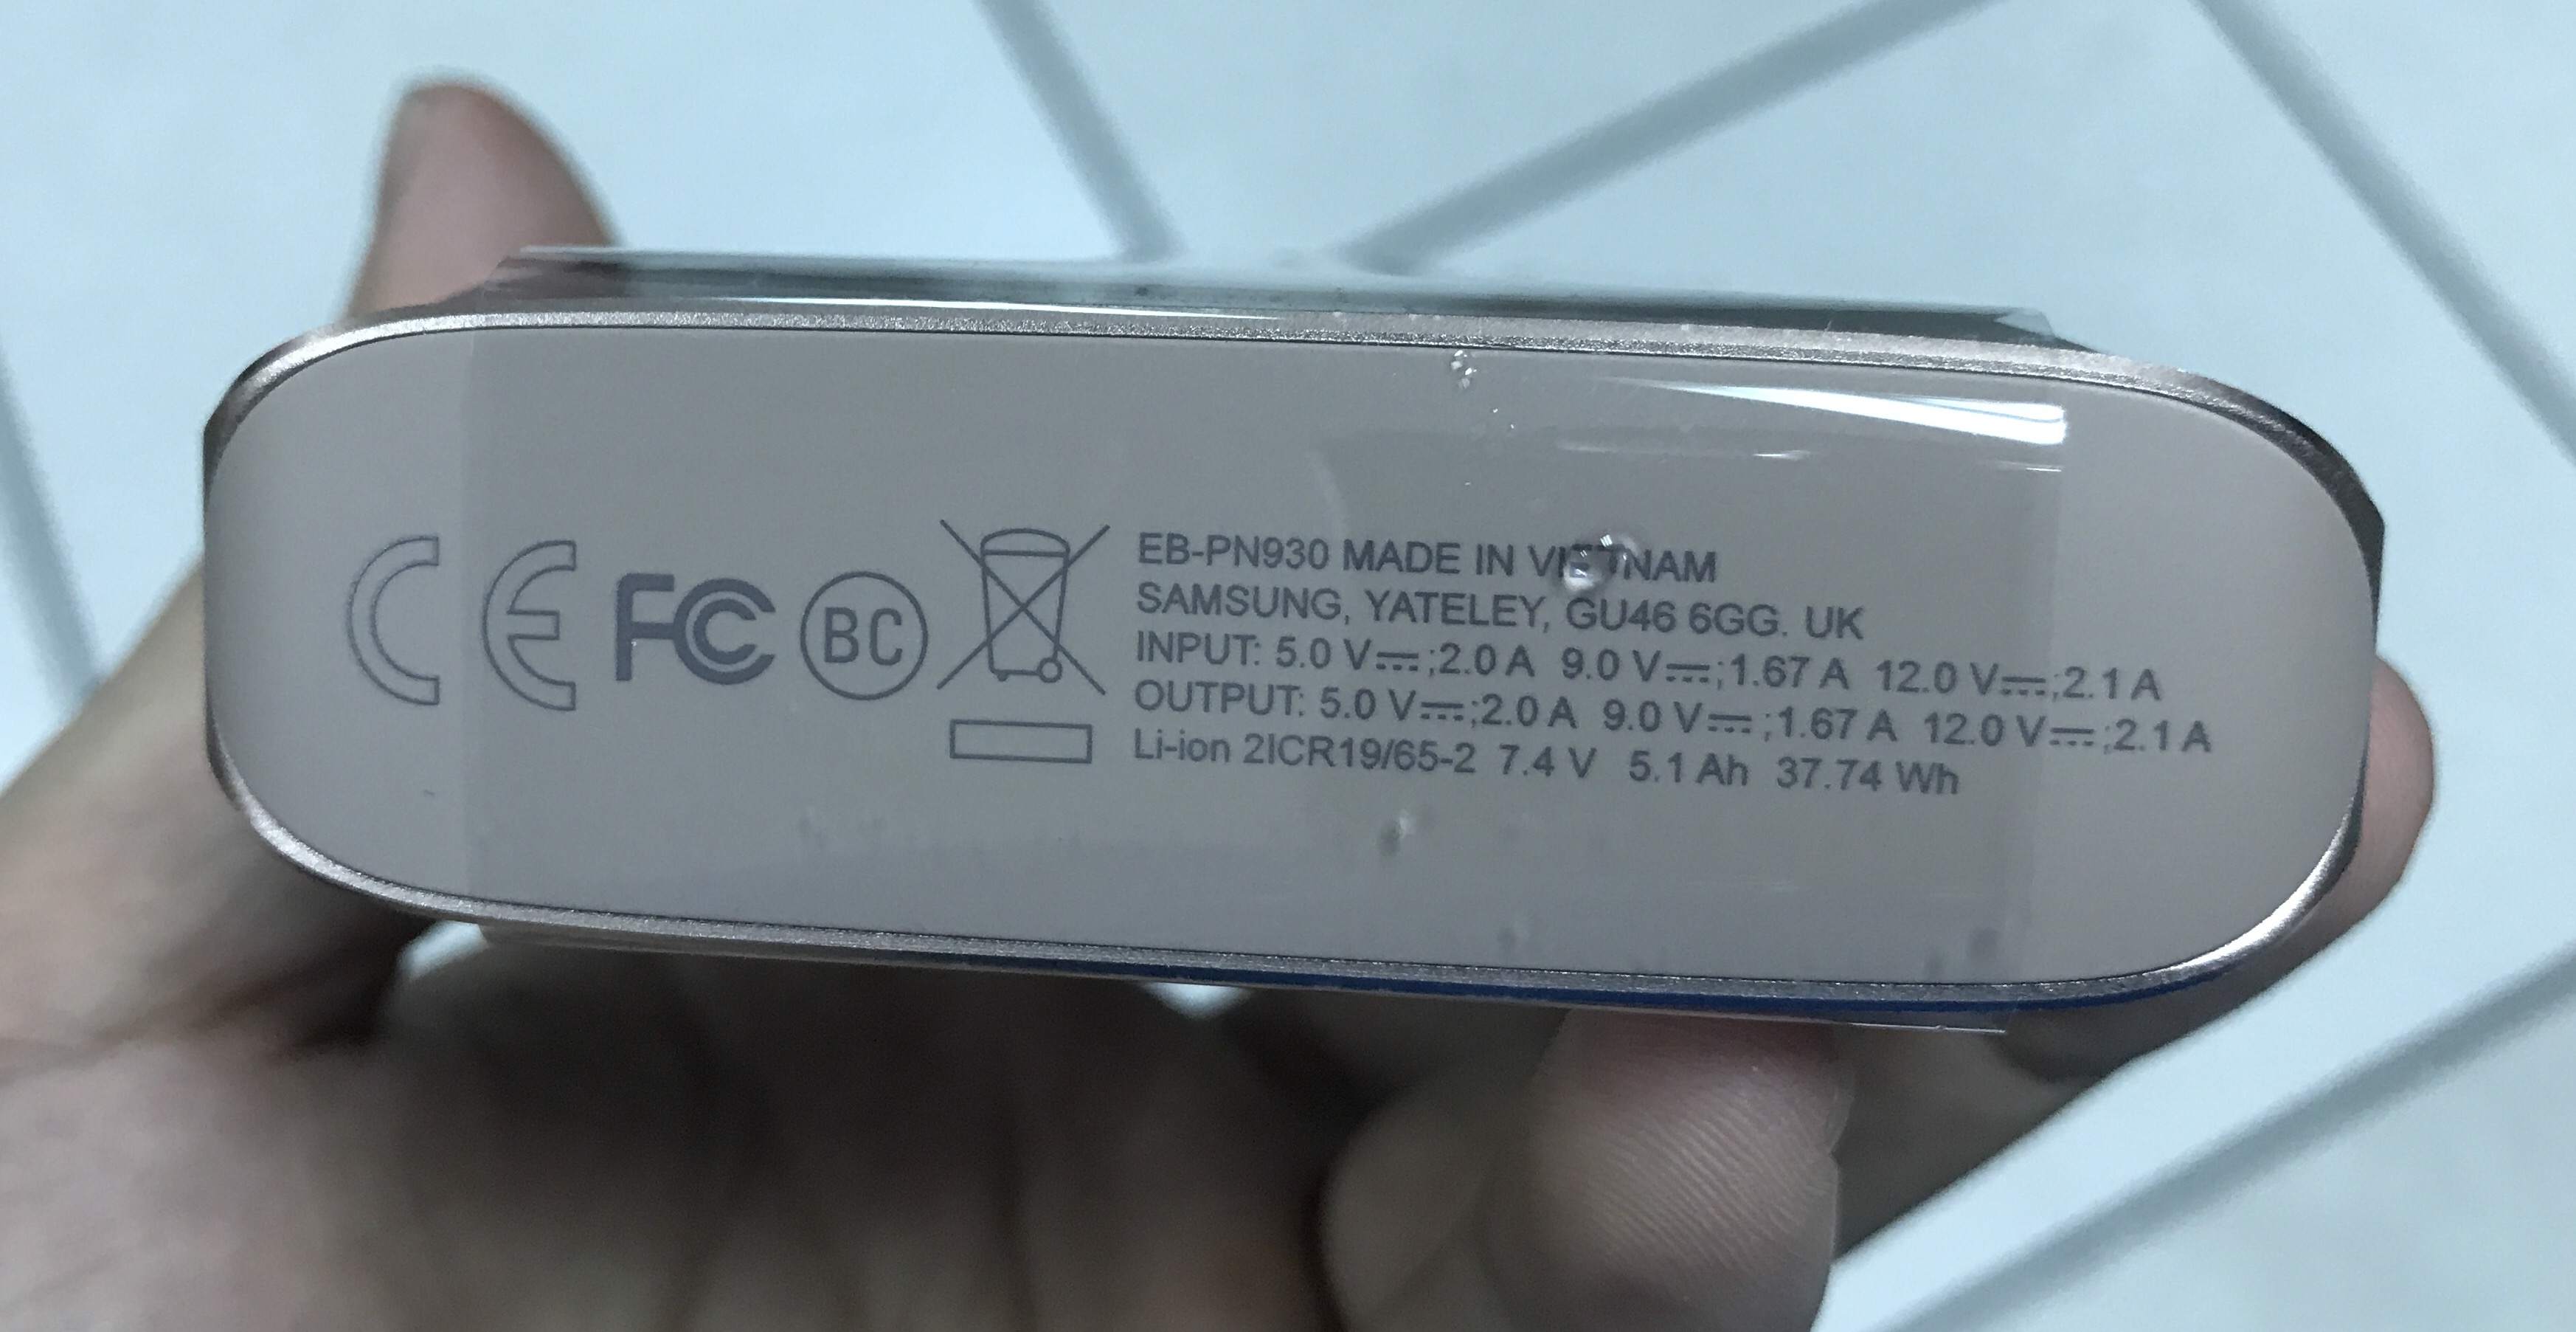 CE FC BC
EB-PN930 MADE IN VIETNAM
SAMSUNG, YATELEY, GU46 6GG. UK
INPUT: 5.0 V⎓;2.0 A 9.0 V⎓;1.67 A 12.0 V⎓;2.1 A
OUTPUT: 5.0 V⎓;2.0 A 9.0 V⎓;1.67 A 12.0 V⎓;2.1 A
Li-ion 2ICR19/65-2 7.4 V 5.1 Ah 37.74 Wh